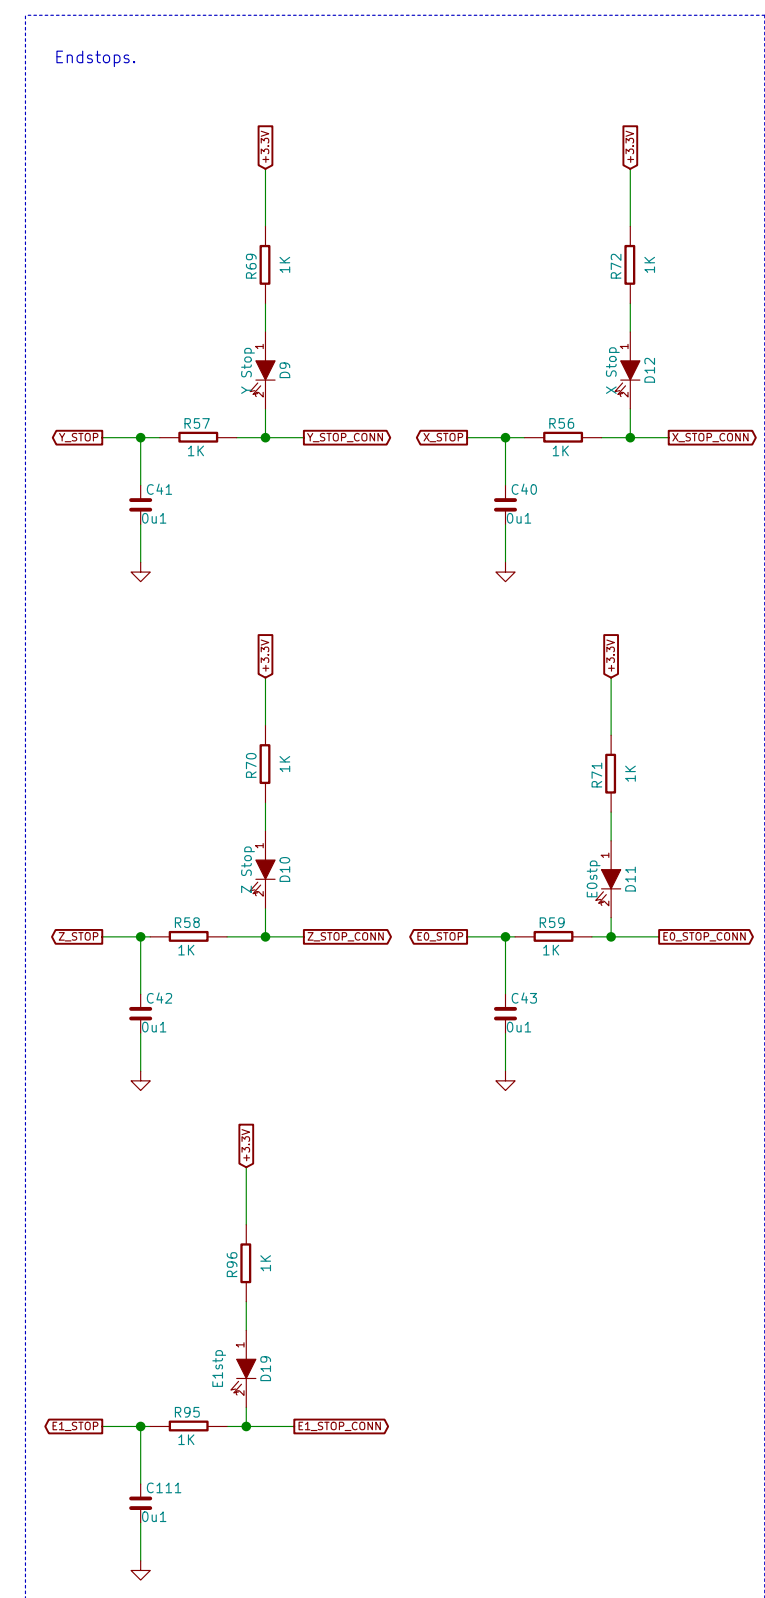 Endstops.
+3.3V
R69
1K
1
Y Stop
D9
2
Y_STOP
R57
1K
Y_STOP_CONN
C41
0u1
+3.3V
R72
1K
1
X Stop
D12
2
X_STOP
R56
1K
X_STOP_CONN
C40
0u1
+3.3V
R70
1K
1
Z Stop
D10
2
Z_STOP
R58
1K
Z_STOP_CONN
C42
0u1
+3.3V
R71
1K
1
E0stp
D11
2
E0_STOP
R59
1K
E0_STOP_CONN
C43
0u1
+3.3V
R96
1K
1
E1stp
D19
2
E1_STOP
R95
1K
E1_STOP_CONN
C111
0u1